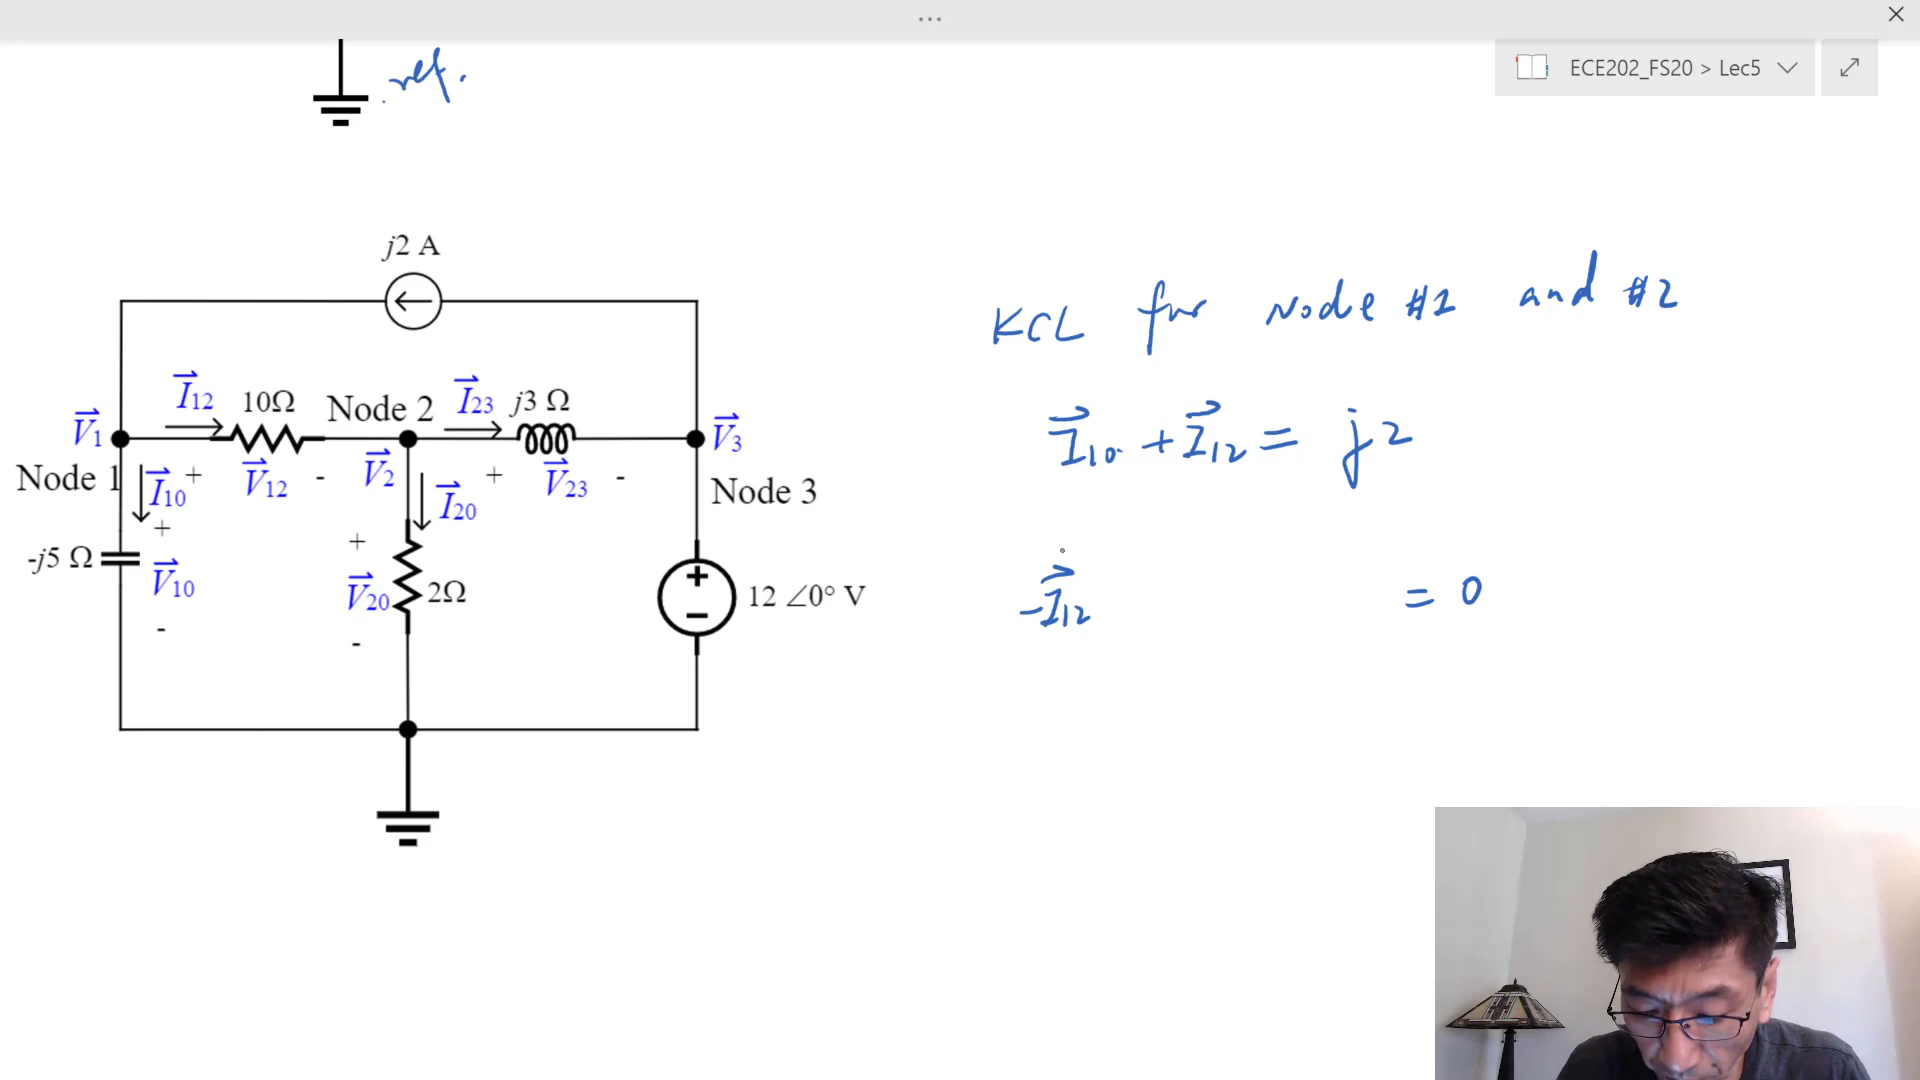 ...
ref.
ECE202_FS20 > Lec5
j2 A
KCL for Node #1 and #2
I12 10Ω Node 2 I23 j3 Ω
V1 V3
I10 + I12 = j2
Node 1 I10 + V12 - V2 I20 + V23 - Node 3
-j5 Ω + V10 -
+ V20 - 2Ω
+ - 12 ∠0° V
-I12 = 0